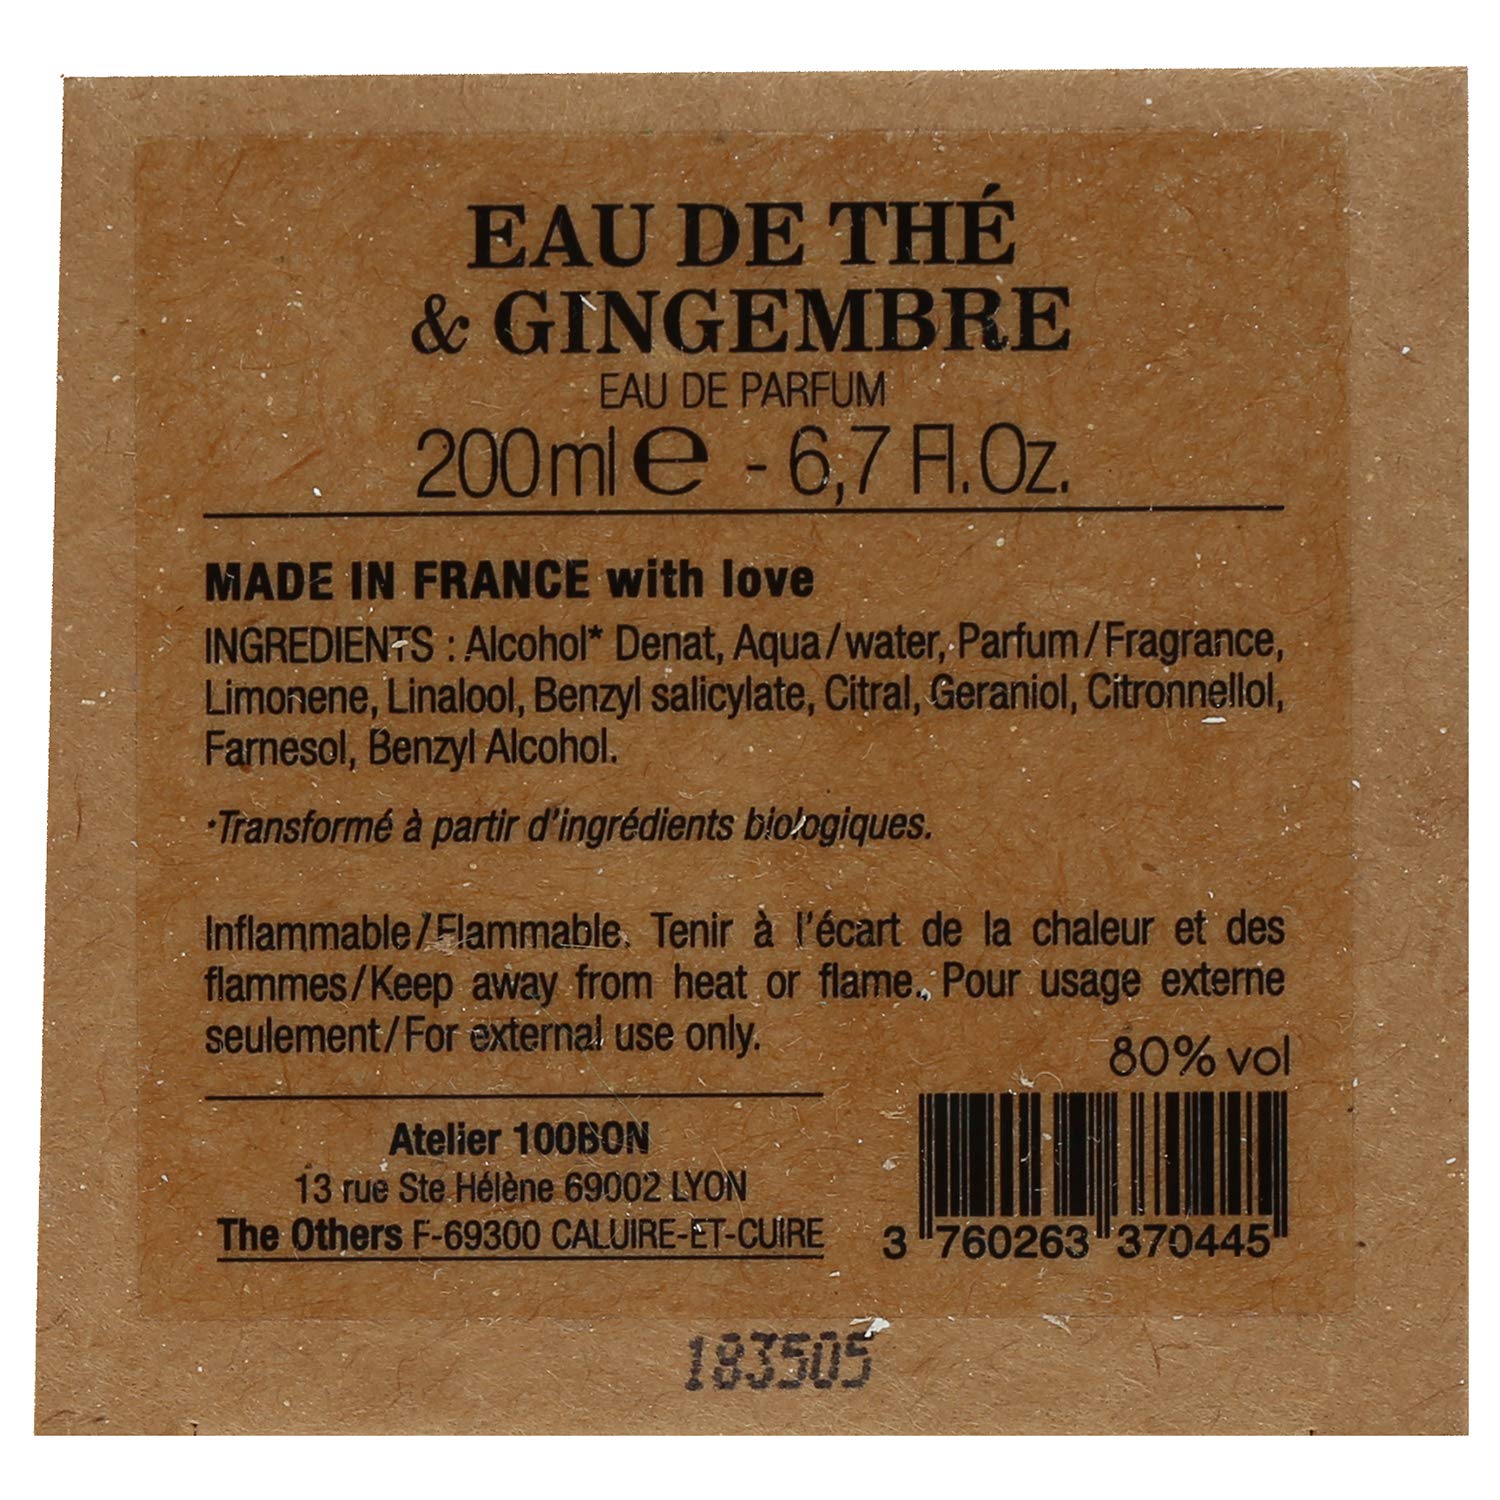 EAU DE THÉ
& GINGEMBRE
EAU DE PARFUM
200ml e - 6,7 Fl.Oz.
MADE IN FRANCE with love
INGREDIENTS : Alcohol* Denat, Aqua/water, Parfum/Fragrance,
Limonene, Linalool, Benzyl salicylate, Citral, Geraniol, Citronnellol,
Farnesol, Benzyl Alcohol.
*Transformé à partir d'ingrédients biologiques.
Inflammable/Flammable. Tenir à l'écart de la chaleur et des
flammes/Keep away from heat or flame. Pour usage externe
seulement/For external use only.
80% vol
Atelier 100BON
13 rue Ste Hélène 69002 LYON
The Others F-69300 CALUIRE-ET-CUIRE
3 760263 370445
183505